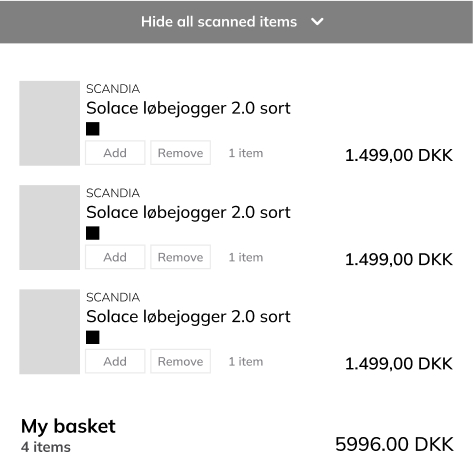 Hide all scanned items
SCANDIA
Solace løbejogger 2.0 sort
Add Remove 1 item 1.499,00 DKK
SCANDIA
Solace løbejogger 2.0 sort
Add Remove 1 item 1.499,00 DKK
SCANDIA
Solace løbejogger 2.0 sort
Add Remove 1 item 1.499,00 DKK
My basket
4 items 5996.00 DKK